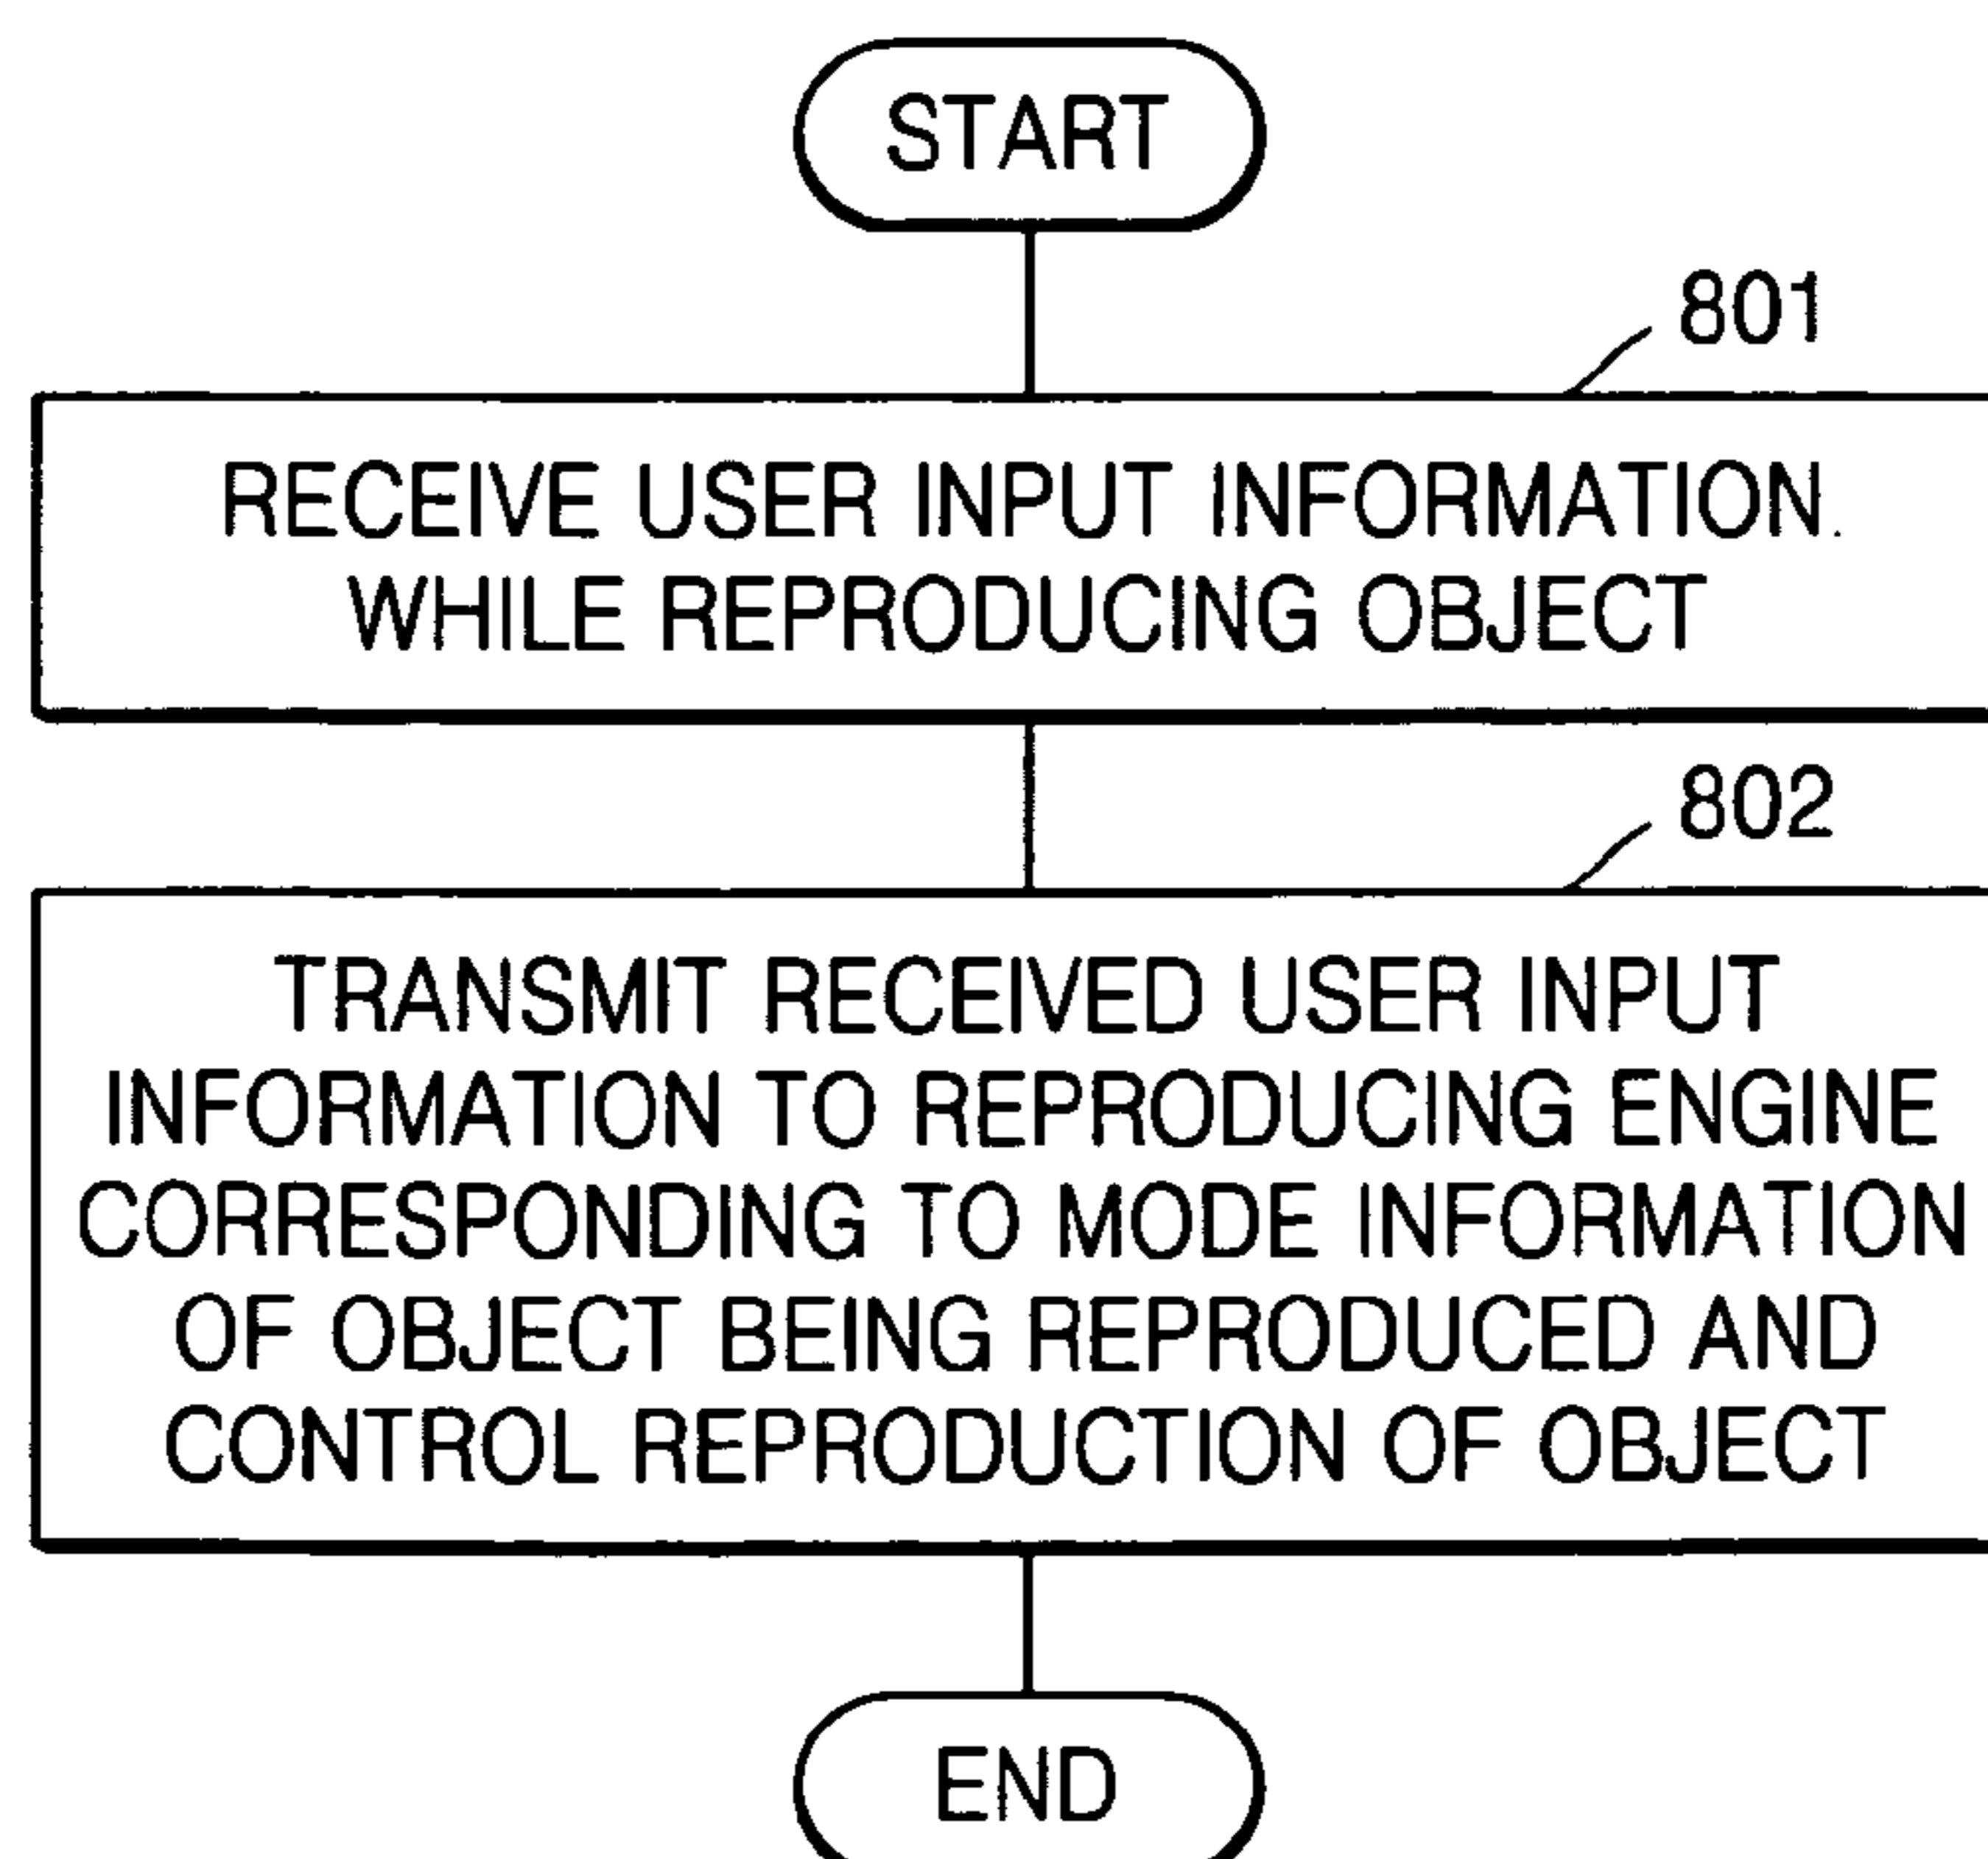 START
801
RECEIVE USER INPUT INFORMATION.
WHILE REPRODUCING OBJECT
802
TRANSMIT RECEIVED USER INPUT
INFORMATION TO REPRODUCING ENGINE
CORRESPONDING TO MODE INFORMATION
OF OBJECT BEING REPRODUCED AND
CONTROL REPRODUCTION OF OBJECT
END